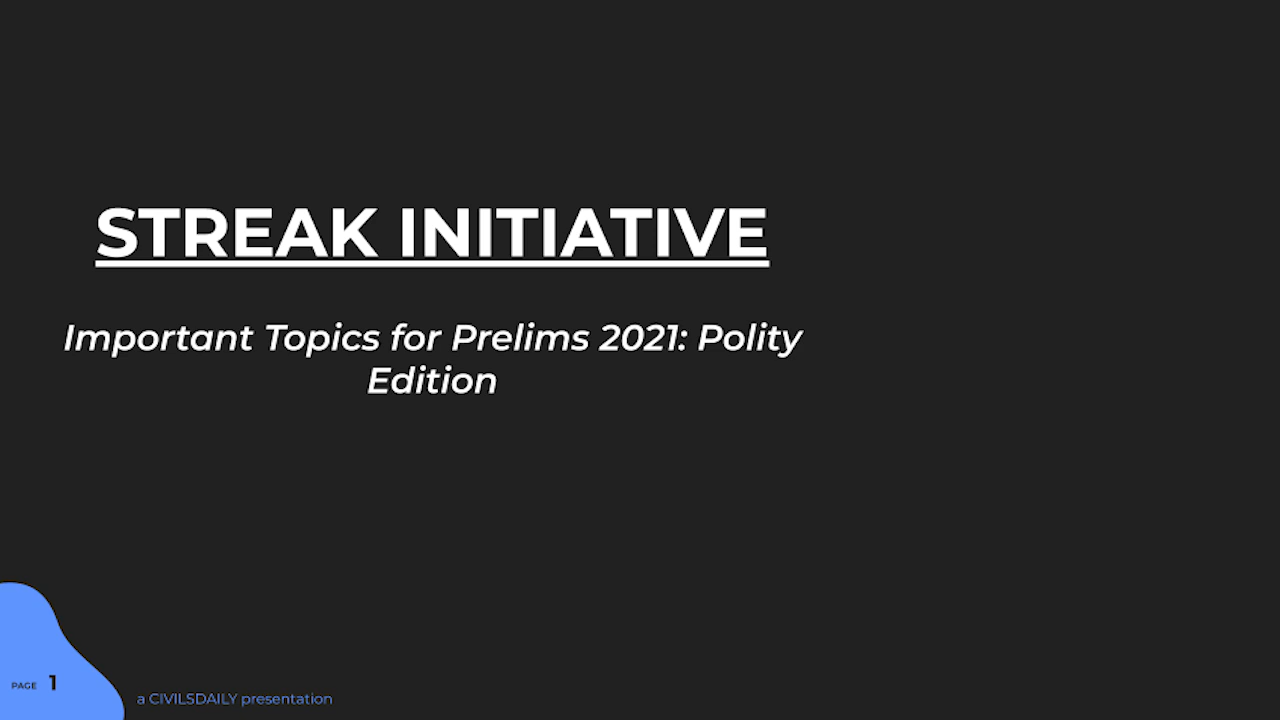 STREAK INITIATIVE
Important Topics for Prelims 2021: Polity
Edition
PAGE 1
a CIVILSDAILY presentation